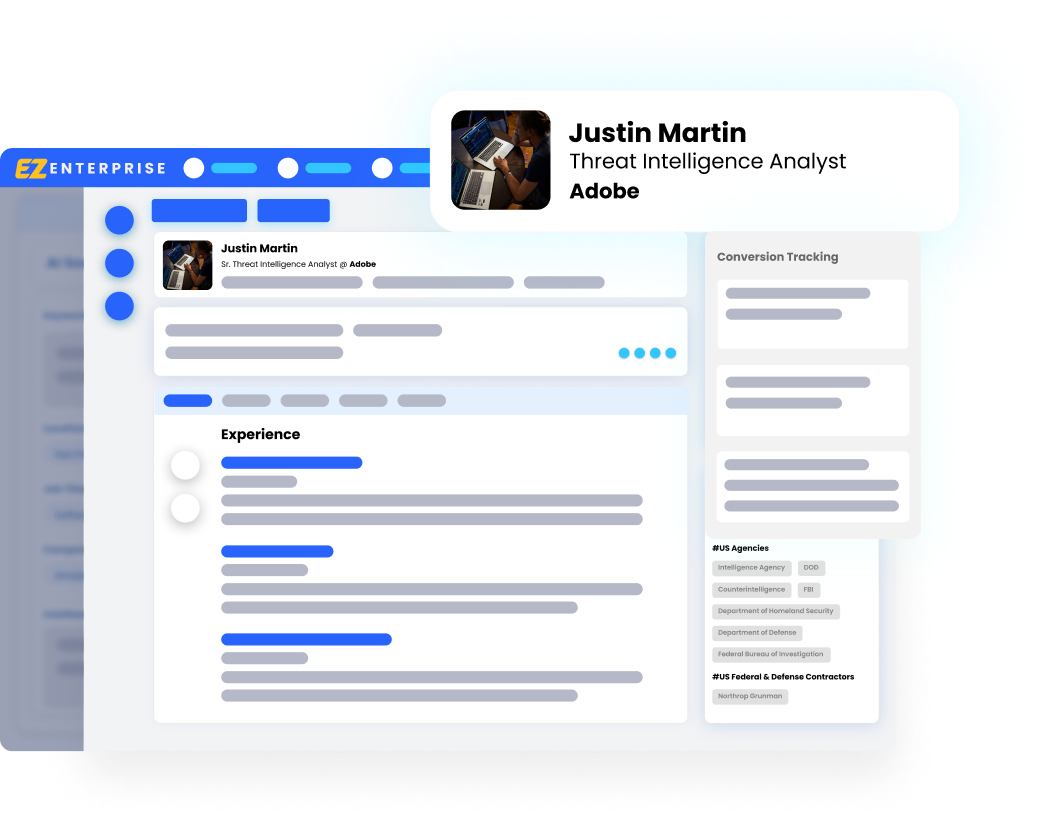 Justin Martin
Threat Intelligence Analyst
Adobe
EZ ENTERPRISE
Justin Martin
Sr. Threat Intelligence Analyst @ Adobe
Conversion Tracking
Experience
#US Agencies
Intelligence Agency DOD
Counterintelligence FBI
Department of Homeland Security
Department of Defense
Federal Bureau of Investigation
#US Federal & Defense Contractors
Northrop Grunman